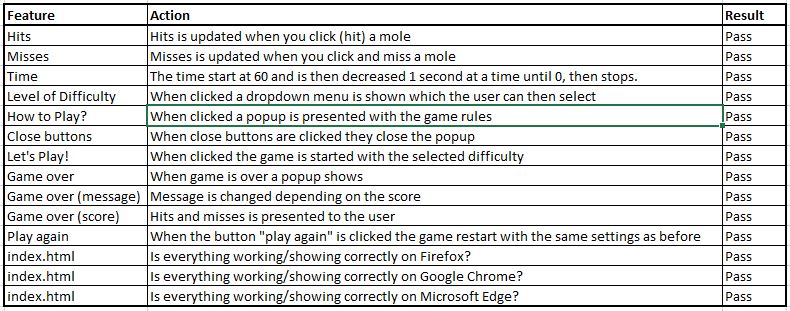 Feature Action Result
Hits Hits is updated when you click (hit) a mole Pass
Misses Misses is updated when you click and miss a mole Pass
Time The time start at 60 and is then decreased 1 second at a time until 0, then stops. Pass
Level of Difficulty When clicked a dropdown menu is shown which the user can then select Pass
How to Play? When clicked a popup is presented with the game rules Pass
Close buttons When close buttons are clicked they close the popup Pass
Let's Play! When clicked the game is started with the selected difficulty Pass
Game over When game is over a popup shows Pass
Game over (message) Message is changed depending on the score Pass
Game over (score) Hits and misses is presented to the user Pass
Play again When the button "play again" is clicked the game restart with the same settings as before Pass
index.html Is everything working/showing correctly on Firefox? Pass
index.html Is everything working/showing correctly on Google Chrome? Pass
index.html Is everything working/showing correctly on Microsoft Edge? Pass